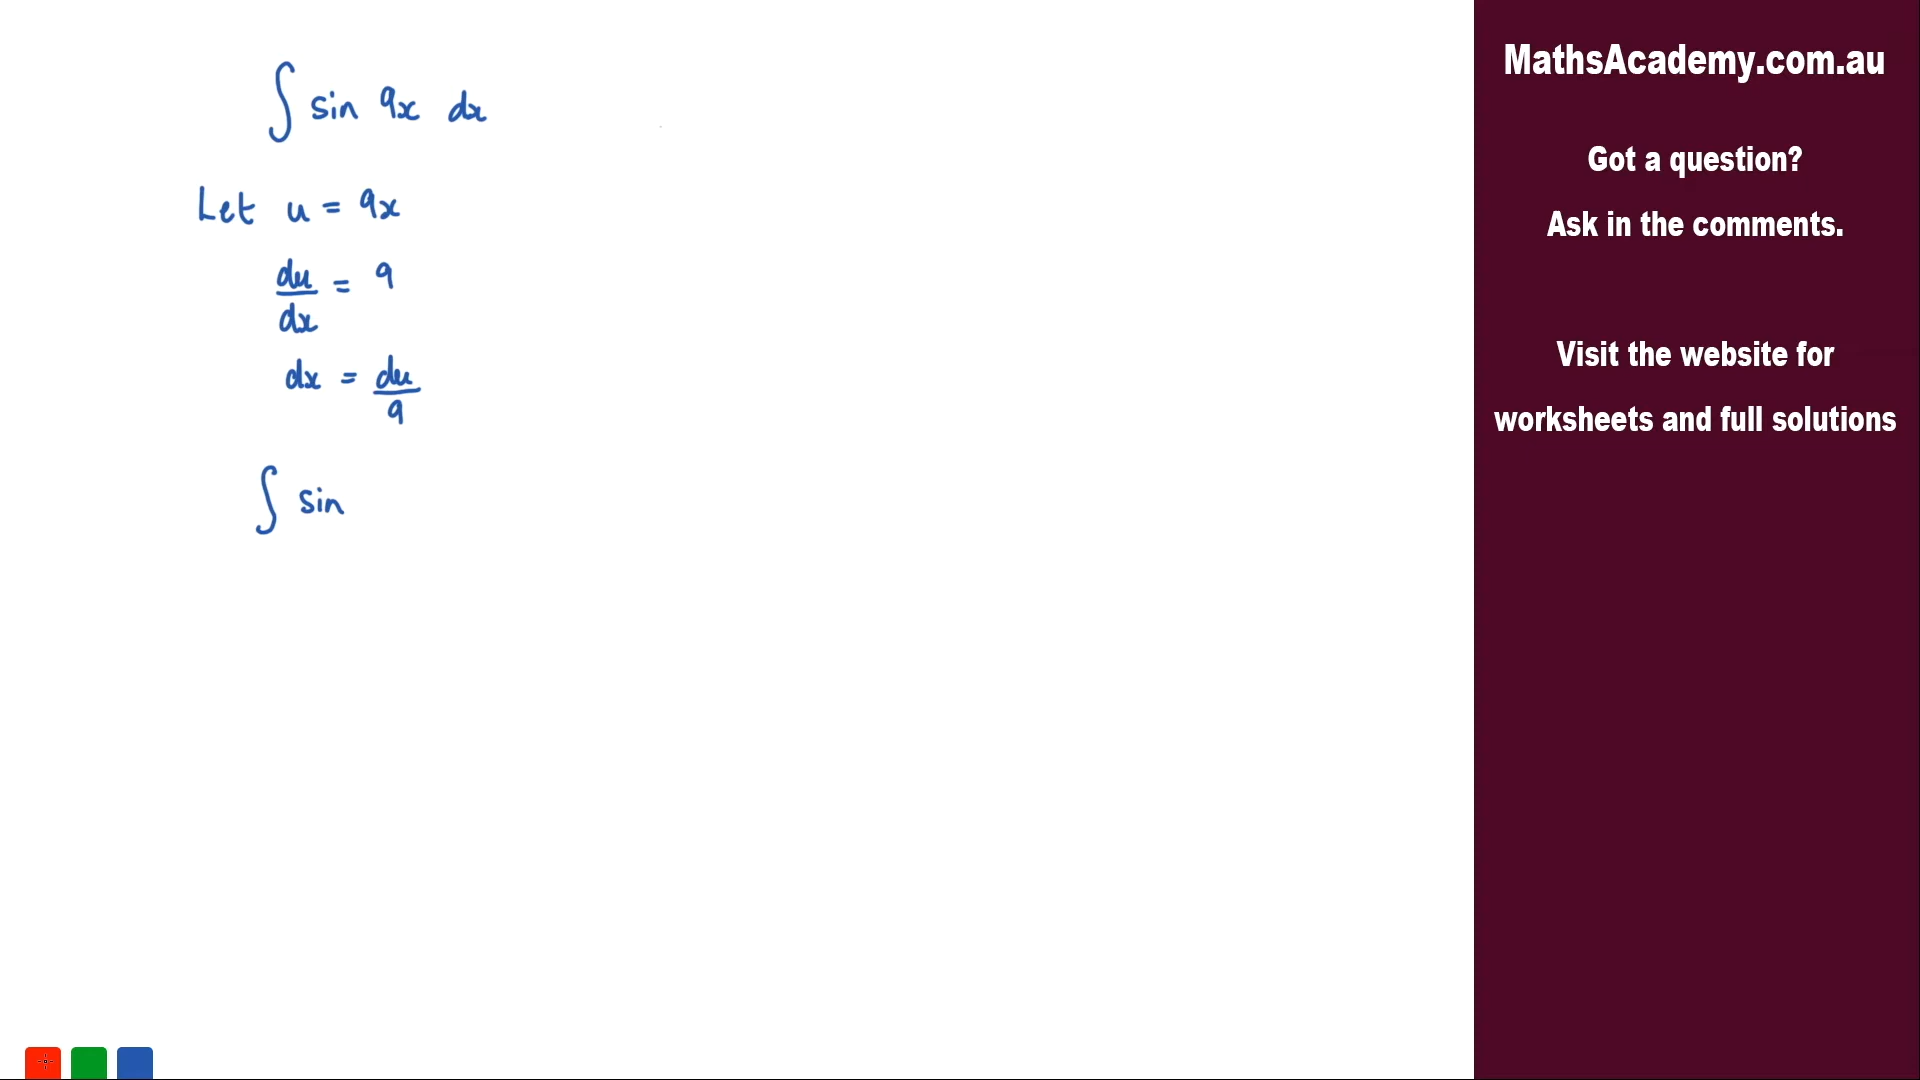 ∫ sin 9x dx
Let u = 9x
du/dx = 9
dx = du/9
∫ sin
MathsAcademy.com.au
Got a question?
Ask in the comments.
Visit the website for
worksheets and full solutions